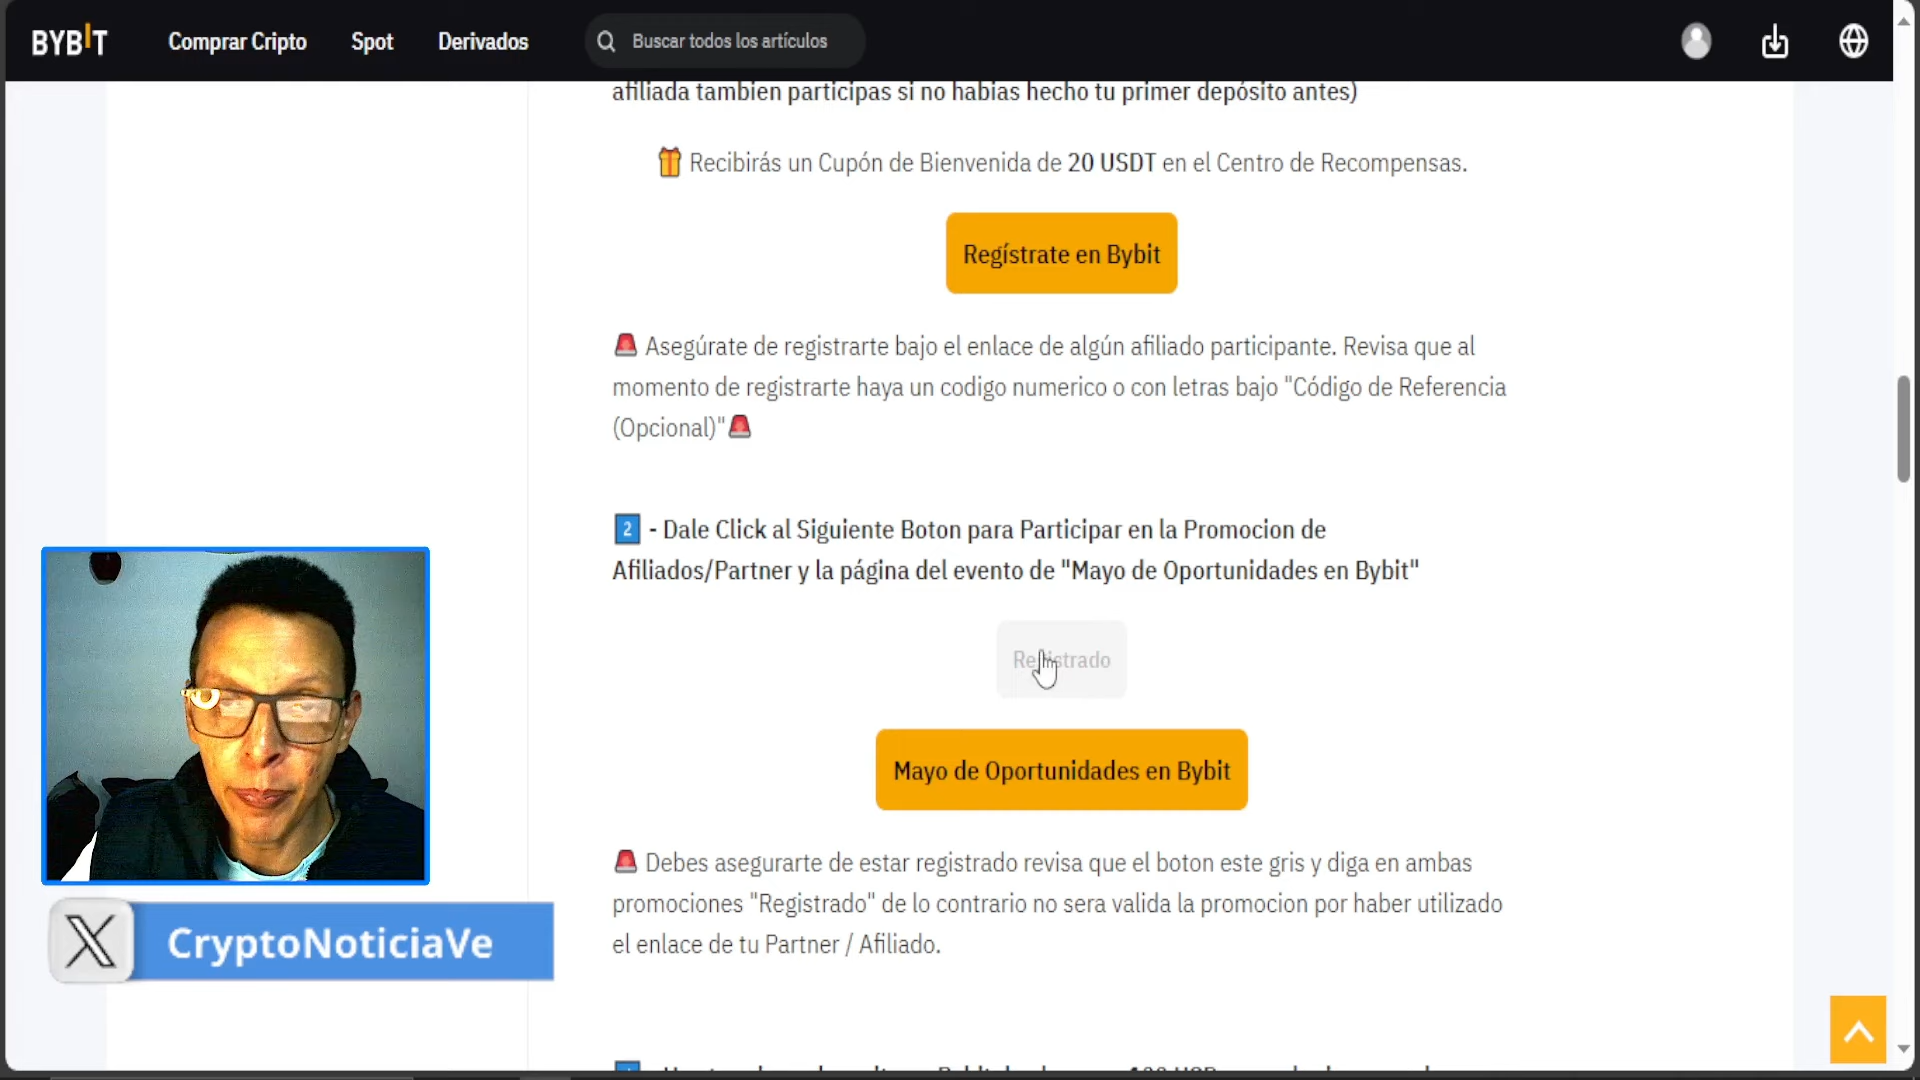 BYBIT Comprar Cripto Spot Derivados Buscar todos los artículos
afiliada tambien participas si no habias hecho tu primer depósito antes)
Recibirás un Cupón de Bienvenida de 20 USDT en el Centro de Recompensas.
Regístrate en Bybit
Asegúrate de registrarte bajo el enlace de algún afiliado participante. Revisa que al
momento de registrarte haya un codigo numerico o con letras bajo "Código de Referencia
(Opcional)"
2 - Dale Click al Siguiente Boton para Participar en la Promocion de
Afiliados/Partner y la página del evento de "Mayo de Oportunidades en Bybit"
Registrado
Mayo de Oportunidades en Bybit
Debes asegurarte de estar registrado revisa que el boton este gris y diga en ambas
promociones "Registrado" de lo contrario no sera valida la promocion por haber utilizado
el enlace de tu Partner / Afiliado.
X CryptoNoticiaVe